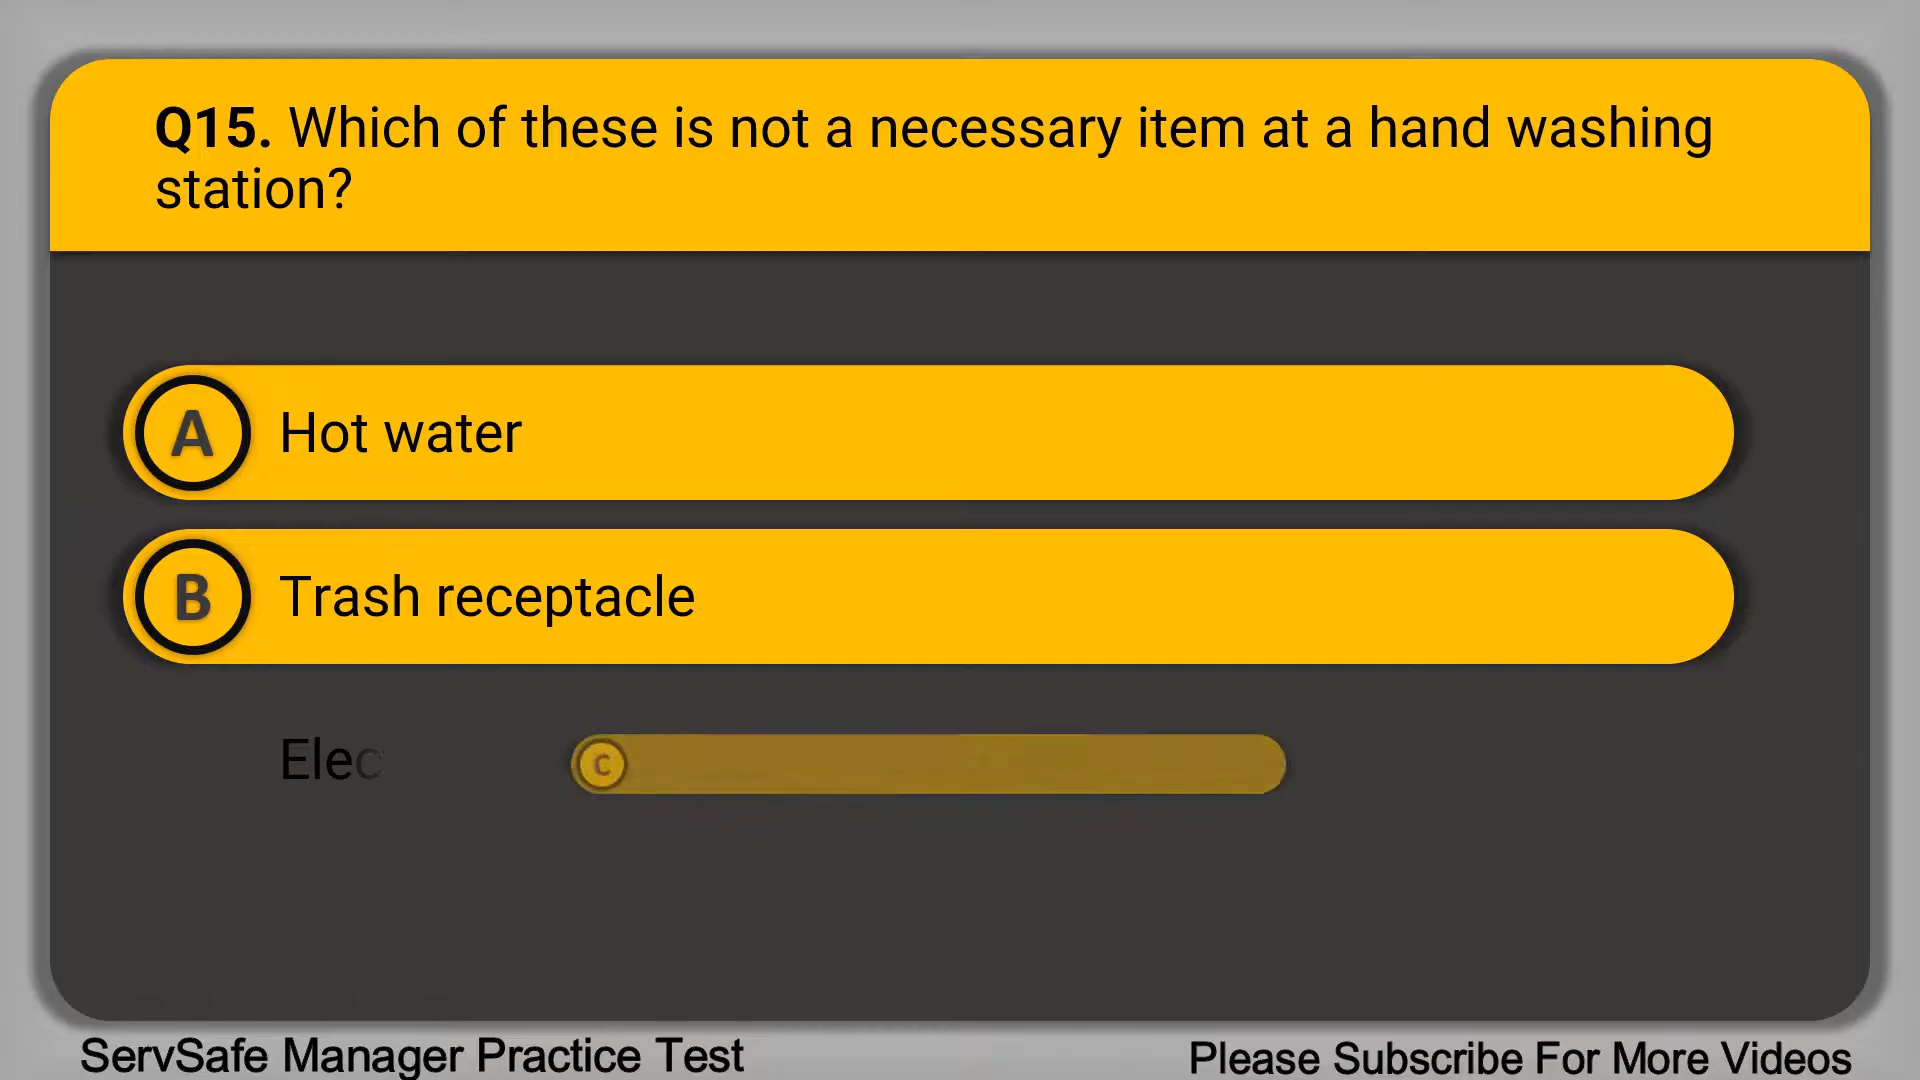 Q15. Which of these is not a necessary item at a hand washing
station?
A Hot water
B Trash receptacle
C Elec
ServSafe Manager Practice Test
Please Subscribe For More Videos